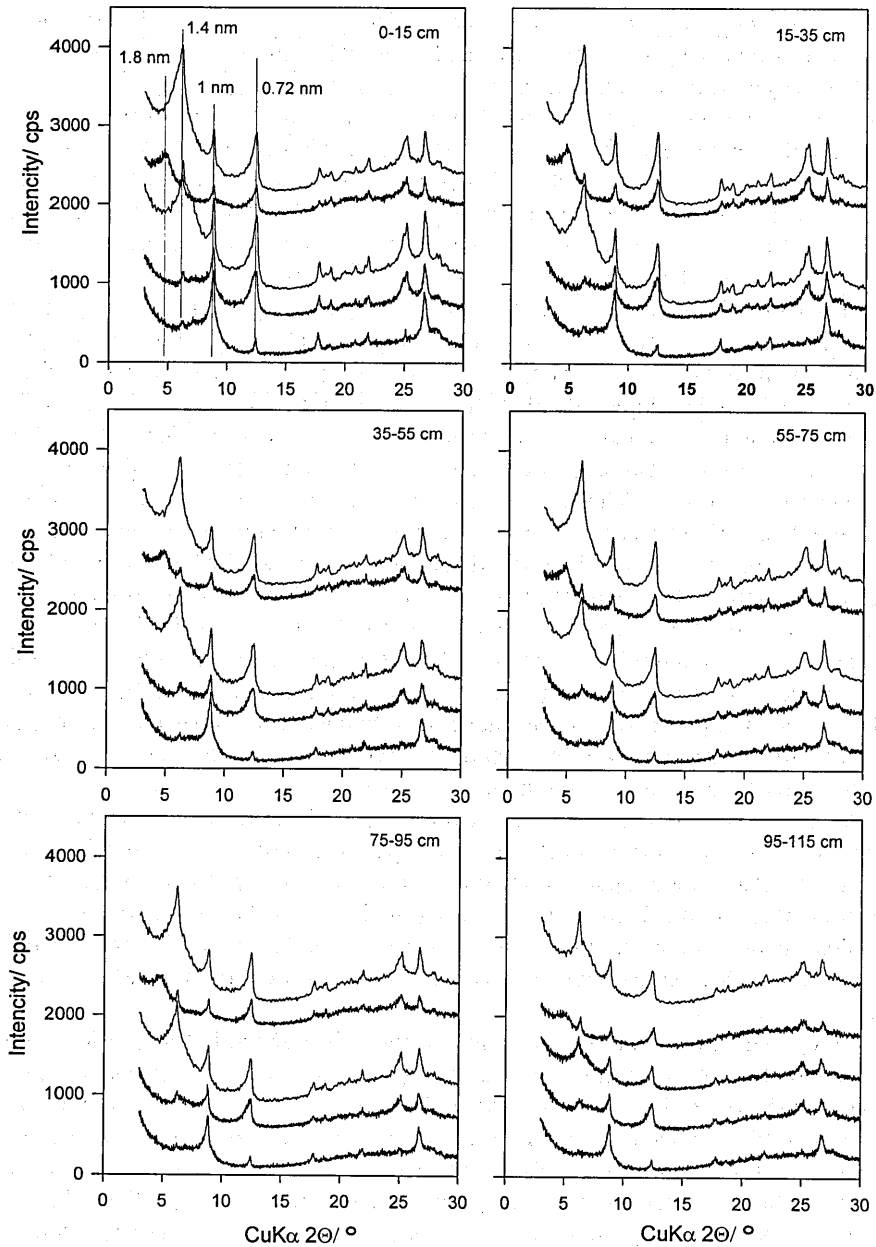 0-15 cm
15-35 cm
4000
3000
2000
1000
0
Intencity/ cps
1.8 nm
1.4 nm
1 nm
0.72 nm
0 5 10 15 20 25 30
0 5 10 15 20 25 30
35-55 cm
55-75 cm
4000
3000
2000
1000
0
Intencity/ cps
0 5 10 15 20 25 30
0 5 10 15 20 25 30
75-95 cm
95-115 cm
4000
3000
2000
1000
0
Intencity/ cps
0 5 10 15 20 25 30
0 5 10 15 20 25 30
CuKα 2Θ/ °
CuKα 2Θ/ °